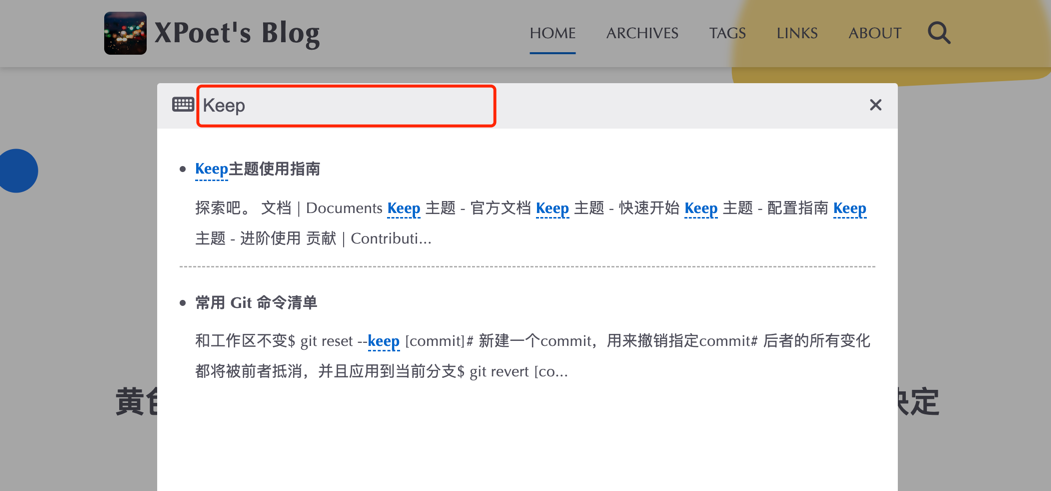 XPoet's Blog
HOME ARCHIVES TAGS LINKS ABOUT
Keep
Keep主题使用指南
探索吧。 文档 | Documents Keep 主题 - 官方文档 Keep 主题 - 快速开始 Keep 主题 - 配置指南 Keep
主题 - 进阶使用 贡献 | Contributi...
常用 Git 命令清单
和工作区不变$ git reset --keep [commit]# 新建一个commit，用来撤销指定commit# 后者的所有变化
都将被前者抵消，并且应用到当前分支$ git revert [co...
黄 决定